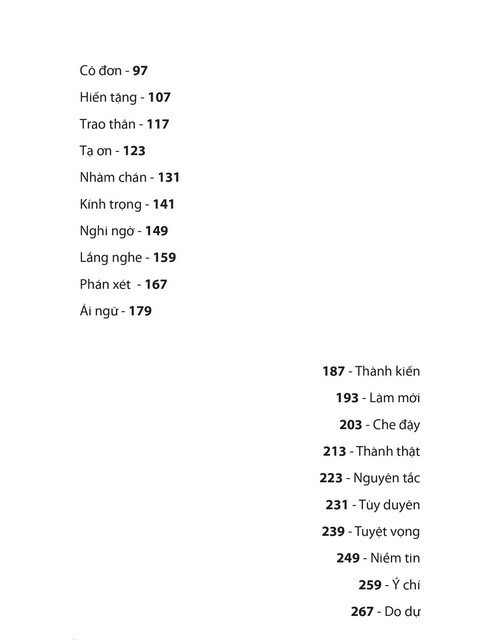 Cô đơn - 97
Hiến tặng - 107
Trao thân - 117
Tạ ơn - 123
Nhàm chán - 131
Kính trọng - 141
Nghi ngờ - 149
Lắng nghe - 159
Phán xét - 167
Ái ngữ - 179
187 - Thành kiến
193 - Làm mới
203 - Che đậy
213 - Thành thật
223 - Nguyên tắc
231 - Tùy duyên
239 - Tuyệt vọng
249 - Niềm tin
259 - Ý chí
267 - Do dự